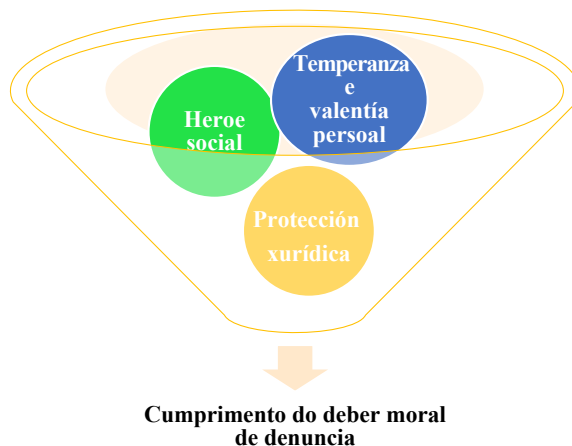 Temperanza
e
valentía
persoal
Heroe
social
Protección
xurídica
Cumprimento do deber moral
de denuncia